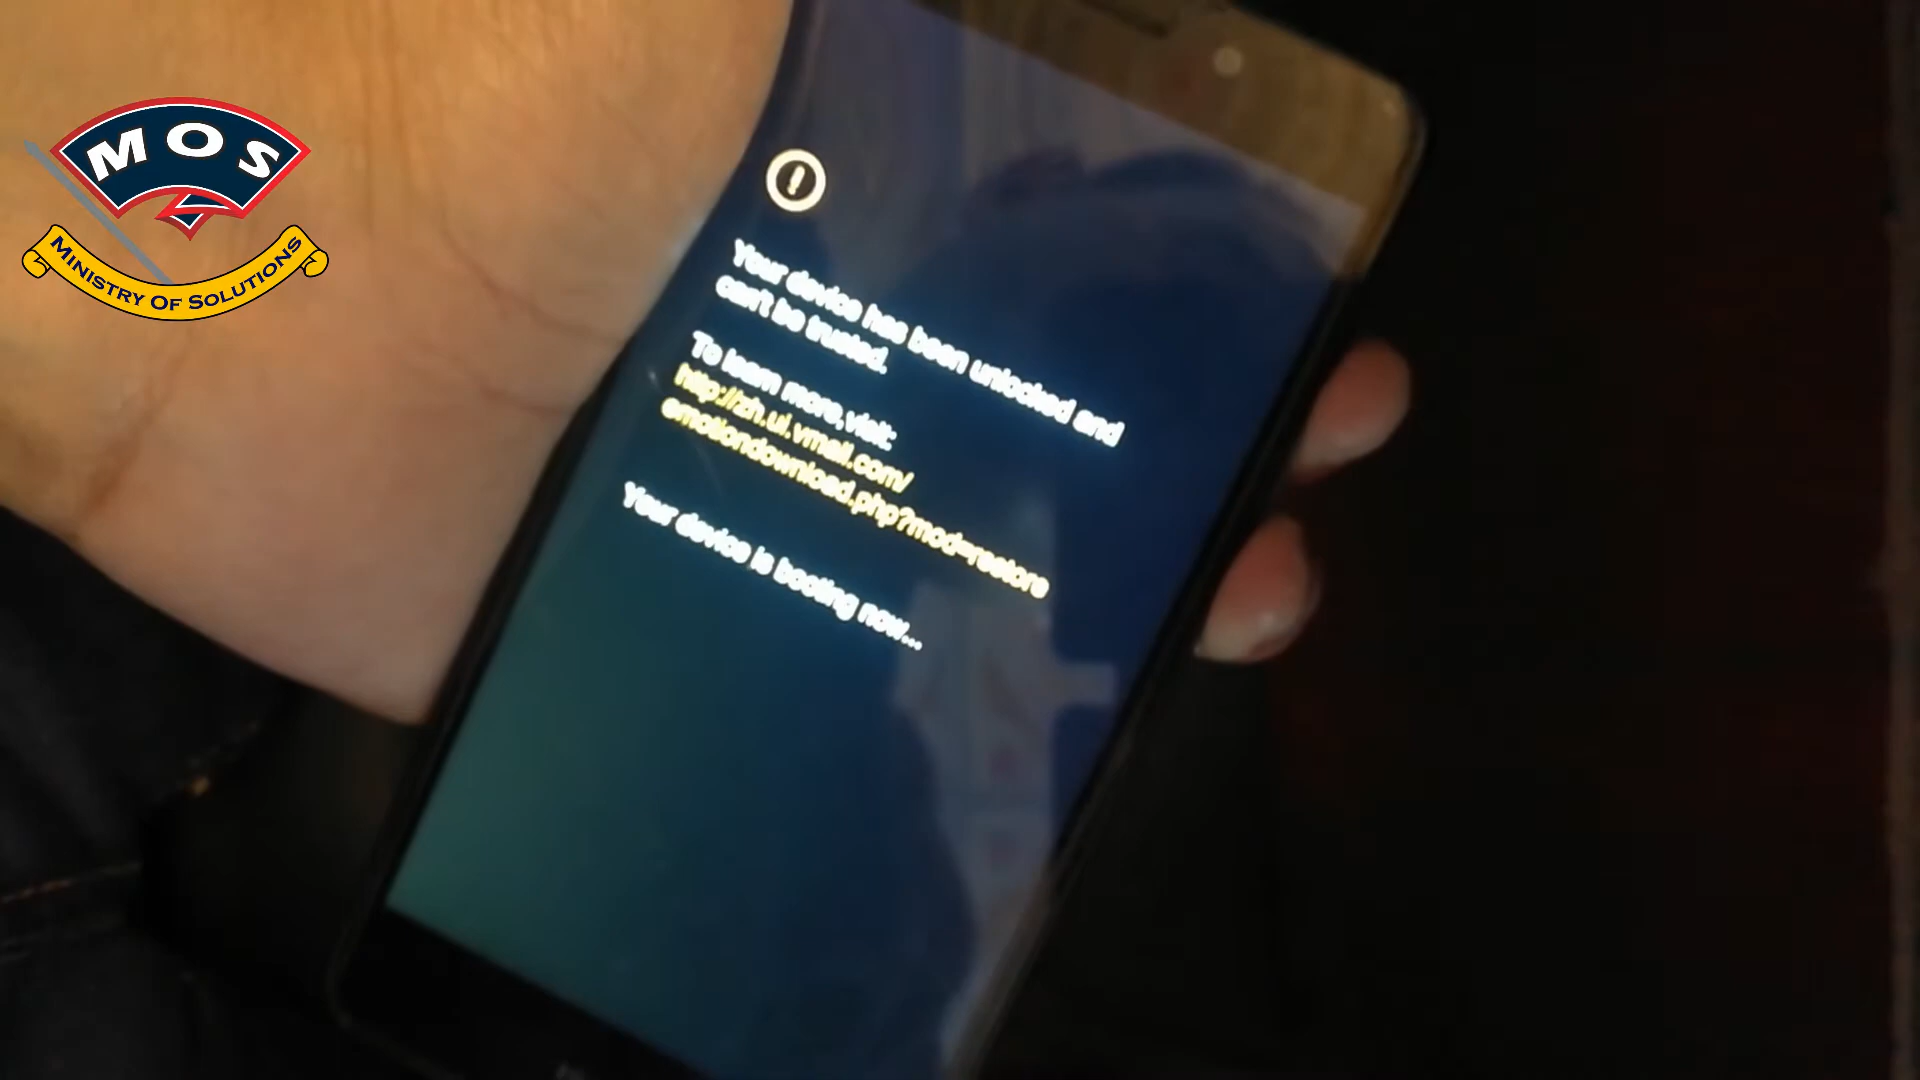 MOS
MINISTRY OF SOLUTIONS
Your device has been unlocked and
can't be trusted.
To learn more, visit:
http://zh.ui.vmall.com/
emotiondownload.php?mod=restore
Your device is booting now...